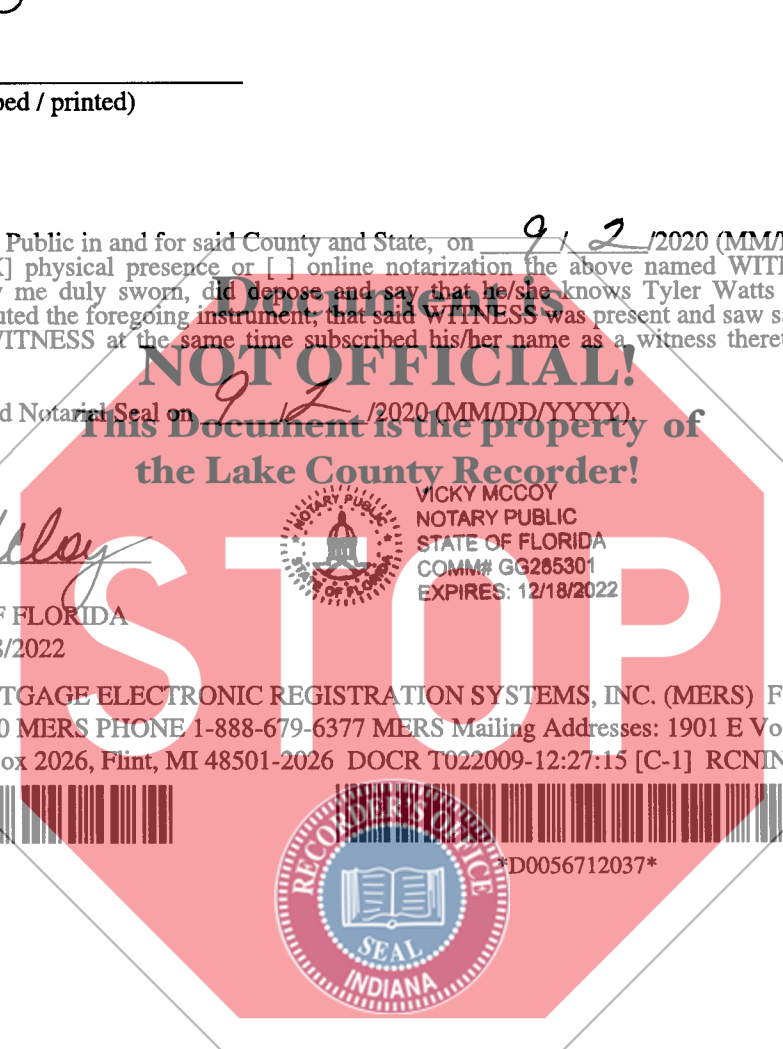 ped / printed)
Public in and for said County and State, on 9 / 2 /2020 (MM/
] physical presence or [ ] online notarization the above named WIT
me duly sworn, did depose and say that he/she knows Tyler Watts
uted the foregoing instrument; that said WITNESS was present and saw
WITNESS at the same time subscribed his/her name as a witness there
Document is
NOT OFFICIAL!
d Notarial Seal on 9 / 2 /2020 (MM/DD/YYYY).
This Document is the property of
the Lake County Recorder!
NOTARY PUBLIC
STATE OF FLORIDA
VICKY MCCOY
NOTARY PUBLIC
STATE OF FLORIDA
COMM# GG285301
EXPIRES: 12/18/2022
STOP
F FLORIDA
/2022
TGAGE ELECTRONIC REGISTRATION SYSTEMS, INC. (MERS) F
0 MERS PHONE 1-888-679-6377 MERS Mailing Addresses: 1901 E Vo
ox 2026, Flint, MI 48501-2026 DOCR T022009-12:27:15 [C-1] RCNIN
*D0056712037*
RECORDER'S OFFICE
SEAL
INDIANA